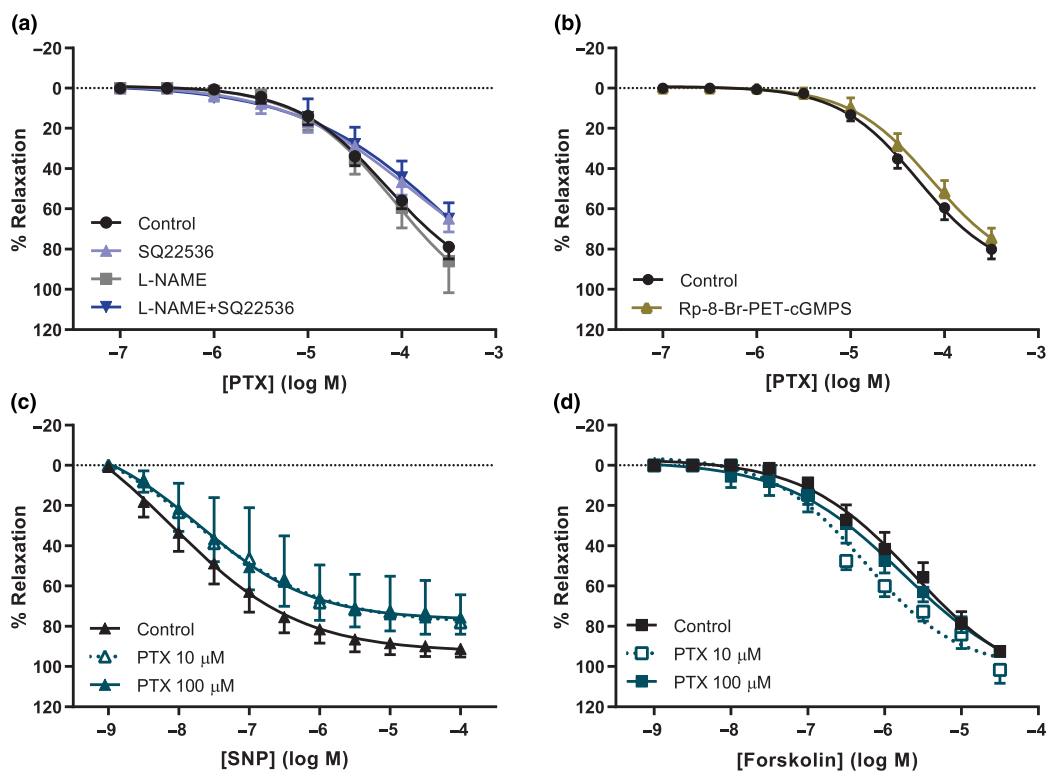 (a)
−20
0
20
40
60
80
100
120
% Relaxation
Control
SQ22536
L-NAME
L-NAME+SQ22536
−7 −6 −5 −4 −3
[PTX] (log M)
(b)
−20
0
20
40
60
80
100
120
% Relaxation
Control
Rp-8-Br-PET-cGMPS
−7 −6 −5 −4 −3
[PTX] (log M)
(c)
−20
0
20
40
60
80
100
120
% Relaxation
Control
PTX 10 μM
PTX 100 μM
−9 −8 −7 −6 −5 −4
[SNP] (log M)
(d)
−20
0
20
40
60
80
100
120
% Relaxation
Control
PTX 10 μM
PTX 100 μM
−9 −8 −7 −6 −5 −4
[Forskolin] (log M)